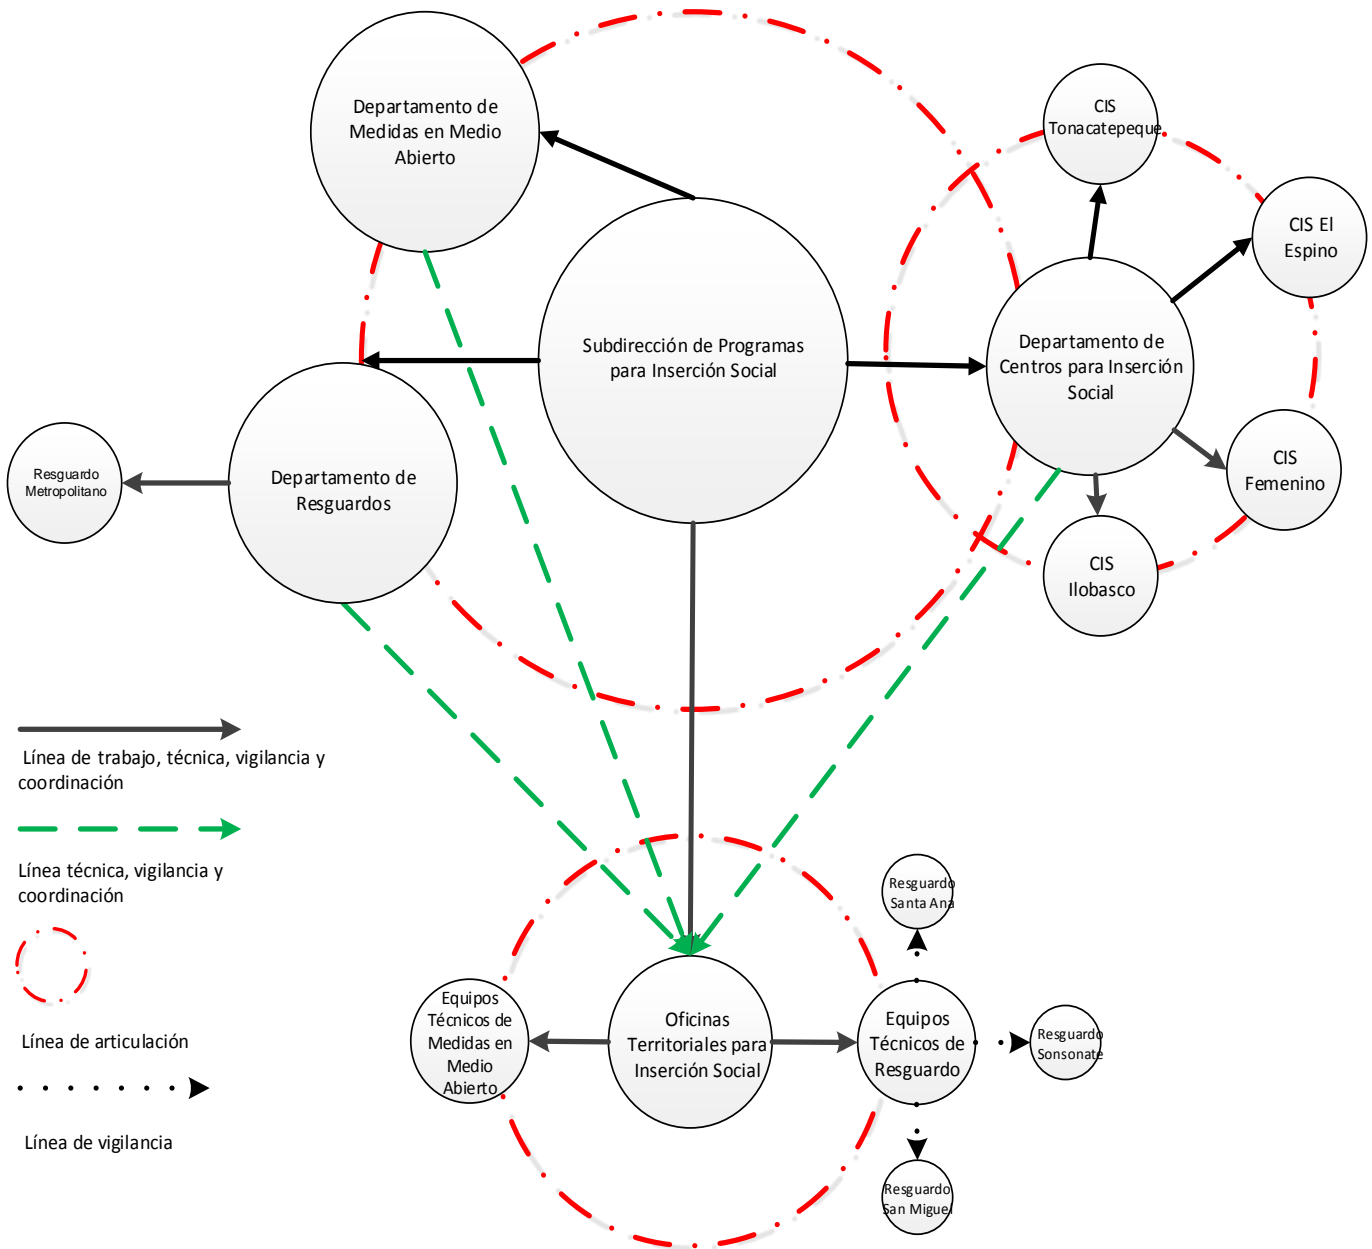 Departamento de
Medidas en Medio
Abierto
CIS
Tonacatepeque
CIS El
Espino
Subdirección de Programas
para Inserción Social
Departamento de
Centros para Inserción
Social
Resguardo
Metropolitano
Departamento de
Resguardos
CIS
Femenino
CIS
Ilobasco
Línea de trabajo, técnica, vigilancia y
coordinación
Línea técnica, vigilancia y
coordinación
Línea de articulación
Línea de vigilancia
Equipos
Técnicos de
Medidas en
Medio
Abierto
Oficinas
Territoriales para
Inserción Social
Equipos
Técnicos de
Resguardo
Resguardo
Santa Ana
Resguardo
Sonsonate
Resguardo
San Miguel